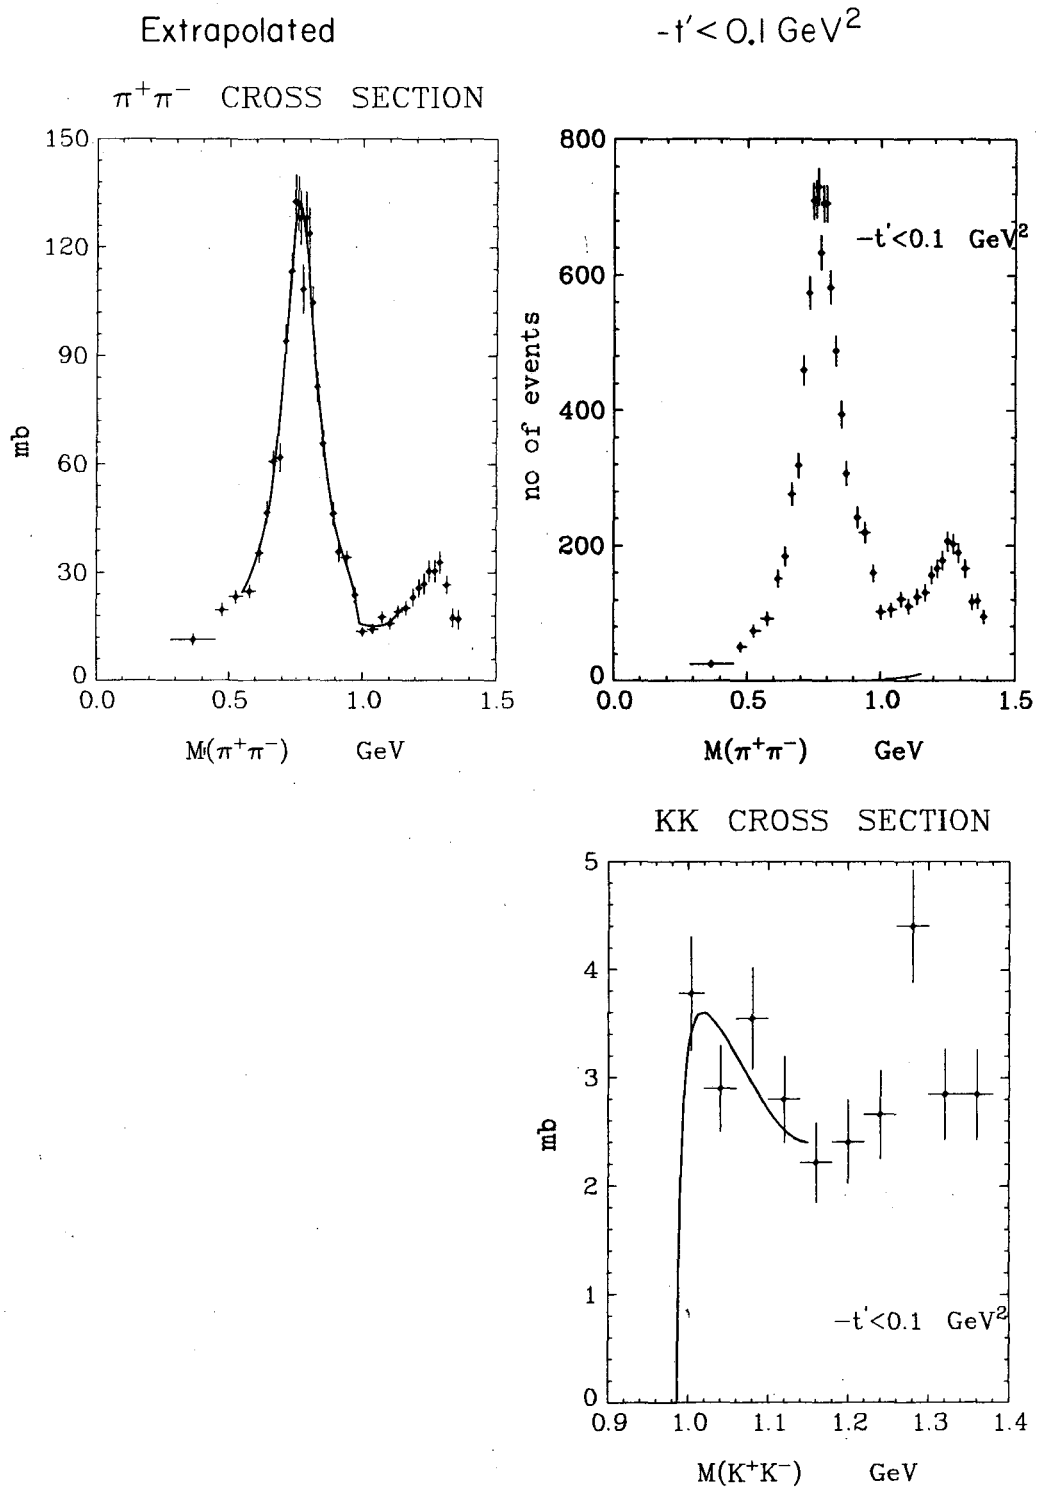 Extrapolated
-t′<0.1 GeV²
π⁺π⁻ CROSS SECTION
150
120
90
60
30
0
mb
0.0 0.5 1.0 1.5
M(π⁺π⁻) GeV
800
600
400
200
0
no of events
-t′<0.1 GeV²
0.0 0.5 1.0 1.5
M(π⁺π⁻) GeV
KK CROSS SECTION
5
4
3
2
1
0
mb
-t′<0.1 GeV²
0.9 1.0 1.1 1.2 1.3 1.4
M(K⁺K⁻) GeV